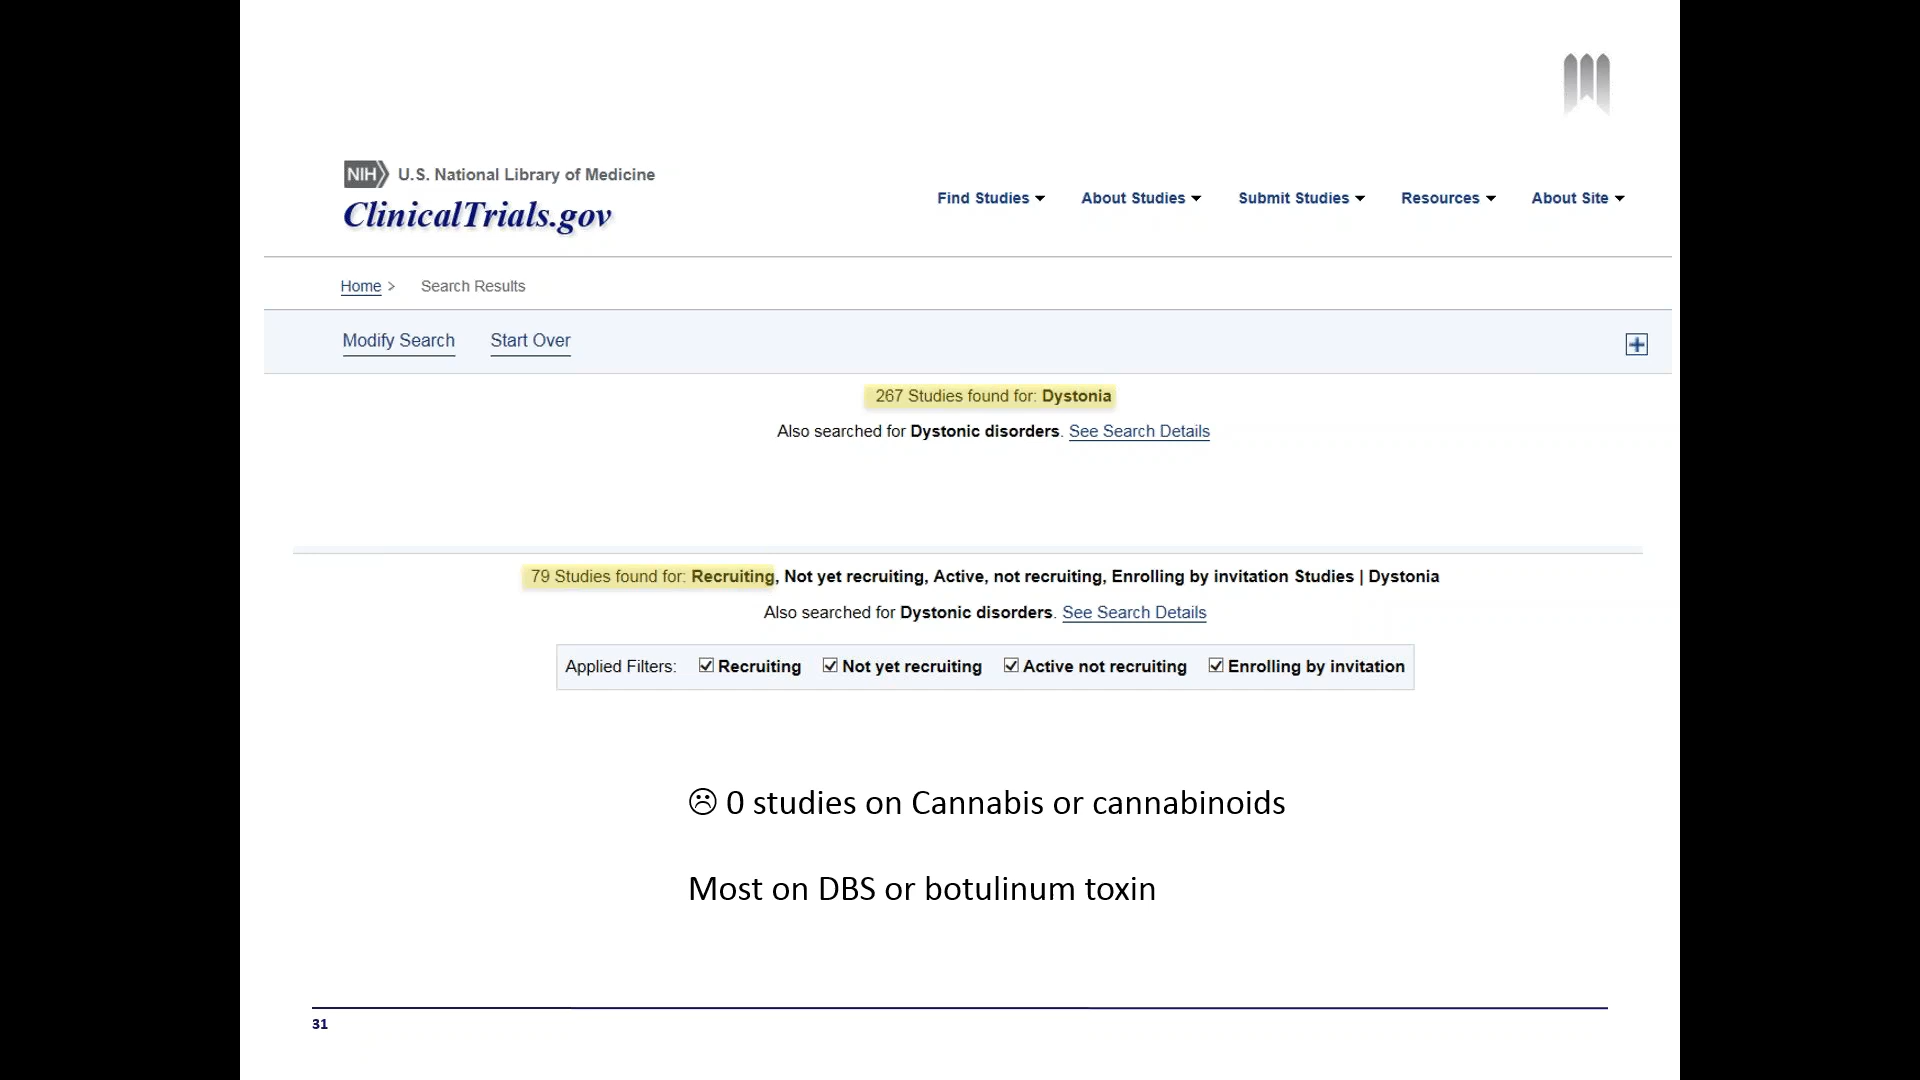 NIH U.S. National Library of Medicine
ClinicalTrials.gov
Find Studies About Studies Submit Studies Resources About Site
Home > Search Results
Modify Search Start Over
267 Studies found for: Dystonia
Also searched for Dystonic disorders. See Search Details
79 Studies found for: Recruiting, Not yet recruiting, Active, not recruiting, Enrolling by invitation Studies | Dystonia
Also searched for Dystonic disorders. See Search Details
Applied Filters: Recruiting Not yet recruiting Active not recruiting Enrolling by invitation
☹ 0 studies on Cannabis or cannabinoids
Most on DBS or botulinum toxin
31